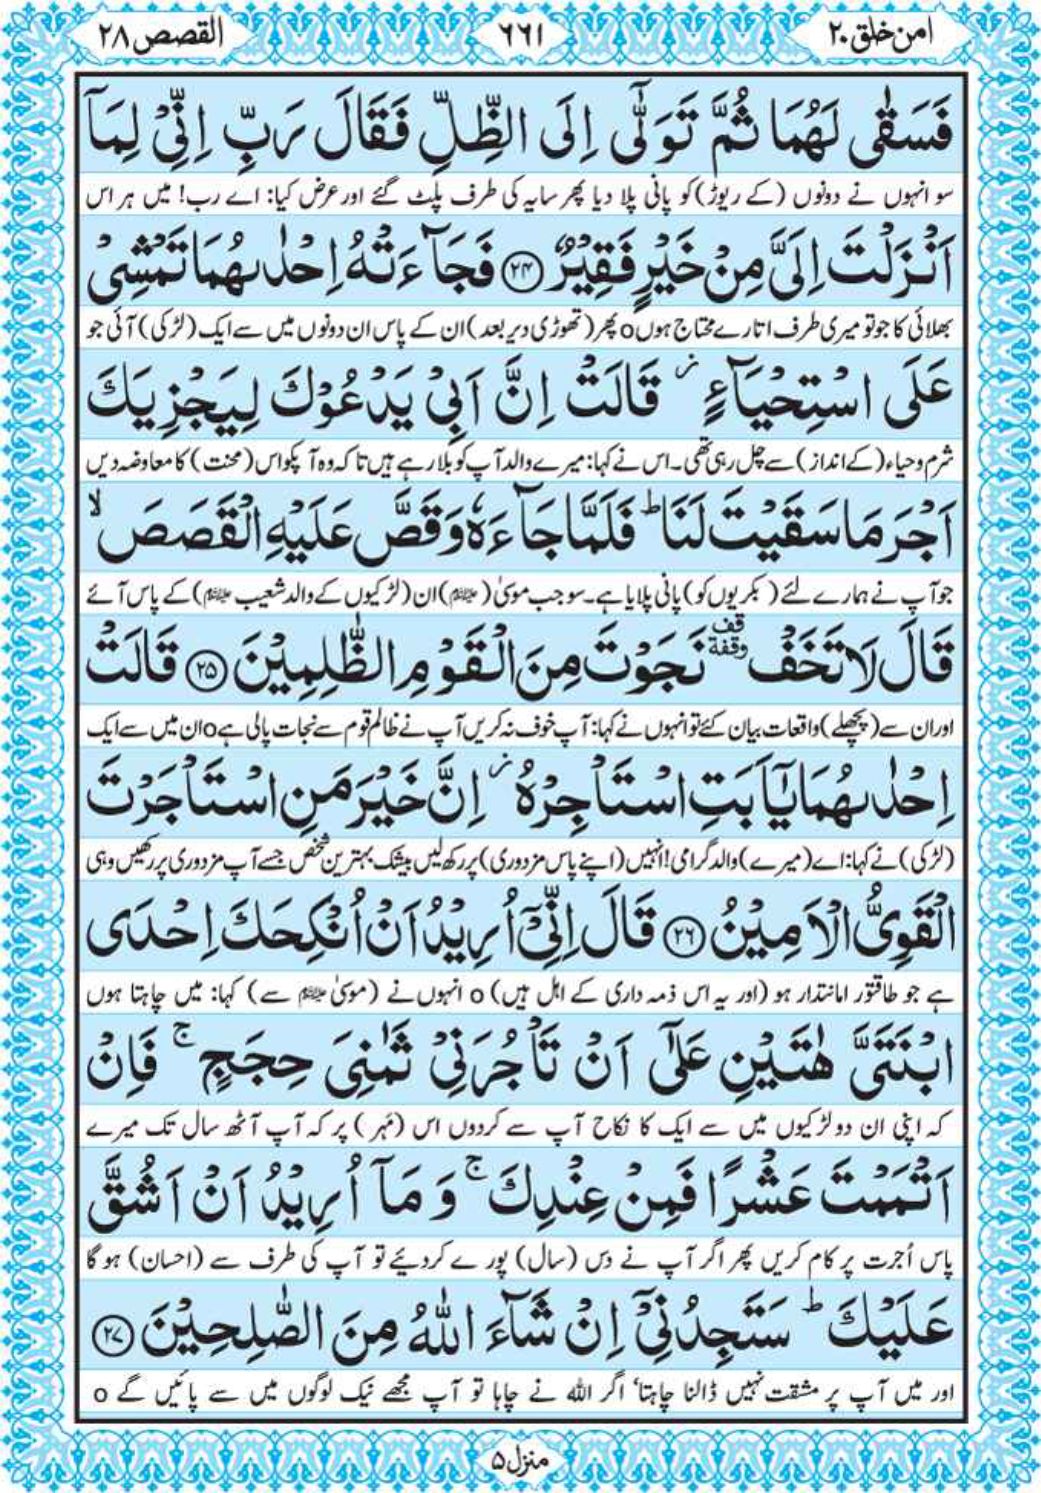 امن خلق ٢٠
٦٦١
القصص ٢٨
فَسَقٰی لَهُمَا ثُمَّ تَوَلّٰۤی اِلَی الظِّلِّ فَقَالَ رَبِّ اِنِّیْ لِمَاۤ
سو انہوں نے دونوں (کے ریوڑ) کو پانی پلا دیا پھر سایہ کی طرف پلٹ گئے اور عرض کیا: اے رب! میں ہر اس
اَنْزَلْتَ اِلَیَّ مِنْ خَیْرٍ فَقِیْرٌ ﴿۲۴﴾ فَجَآءَتْهُ اِحْدٰىهُمَا تَمْشِیْ
بھلائی کا جو تو میری طرف اتارے محتاج ہوں o پھر (تھوڑی دیر بعد) ان کے پاس ان دونوں میں سے ایک (لڑکی) آئی جو
عَلَی اسْتِحْیَآءٍ ؗ قَالَتْ اِنَّ اَبِیْ یَدْعُوْكَ لِیَجْزِیَكَ
شرم و حیاء (کے انداز) سے چل رہی تھی۔ اس نے کہا: میرے والد آپ کو بلا رہے ہیں تا کہ وہ آپ کو اس (محنت) کا معاوضہ دیں
اَجْرَ مَا سَقَیْتَ لَنَا ؕ فَلَمَّا جَآءَهٗ وَ قَصَّ عَلَیْهِ الْقَصَصَ ۙ
جو آپ نے ہمارے لئے (بکریوں کو) پانی پلایا ہے۔ سو جب موسیٰ (علیہ السلام) ان (لڑکیوں کے والد شعیب علیہ السلام) کے پاس آئے
قَالَ لَا تَخَفْ قف وقفة نَجَوْتَ مِنَ الْقَوْمِ الظّٰلِمِیْنَ ﴿۲۵﴾ قَالَتْ
اور ان سے (پچھلے) واقعات بیان کئے تو انہوں نے کہا: آپ خوف نہ کریں آپ نے ظالم قوم سے نجات پالی ہے o ان میں سے ایک
اِحْدٰىهُمَا یٰۤاَبَتِ اسْتَاْجِرْهُ ؗ اِنَّ خَیْرَ مَنِ اسْتَاْجَرْتَ
(لڑکی) نے کہا: اے (میرے) والد گرامی! انہیں (اپنے پاس مزدوری) پر رکھ لیں بیشک بہترین شخص جسے آپ مزدوری پر رکھیں وہی
الْقَوِیُّ الْاَمِیْنُ ﴿۲۶﴾ قَالَ اِنِّیْۤ اُرِیْدُ اَنْ اُنْكِحَكَ اِحْدَی
ہے جو طاقتور امانتدار ہو (اور یہ اس ذمہ داری کے اہل ہیں) o انہوں نے (موسیٰ علیہ السلام سے) کہا: میں چاہتا ہوں
ابْنَتَیَّ هٰتَیْنِ عَلٰۤی اَنْ تَاْجُرَنِیْ ثَمٰنِیَ حِجَجٍ ۚ فَاِنْ
کہ اپنی ان دو لڑکیوں میں سے ایک کا نکاح آپ سے کردوں اس (مَہر) پر کہ آپ آٹھ سال تک میرے
اَتْمَمْتَ عَشْرًا فَمِنْ عِنْدِكَ ۚ وَ مَاۤ اُرِیْدُ اَنْ اَشُقَّ
پاس اُجرت پر کام کریں پھر اگر آپ نے دس (سال) پورے کردیئے تو آپ کی طرف سے (احسان) ہوگا
عَلَیْكَ ؕ سَتَجِدُنِیْۤ اِنْ شَآءَ اللّٰهُ مِنَ الصّٰلِحِیْنَ ﴿۲۷﴾
اور میں آپ پر مشقت نہیں ڈالنا چاہتا، اگر اللہ نے چاہا تو آپ مجھے نیک لوگوں میں سے پائیں گے o
منزل ۵